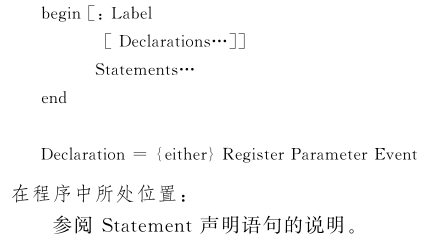 begin [: Label
[ Declarations…]]
Statements…
end
Declaration = {either} Register Parameter Event
在程序中所处位置：
参阅 Statement 声明语句的说明。